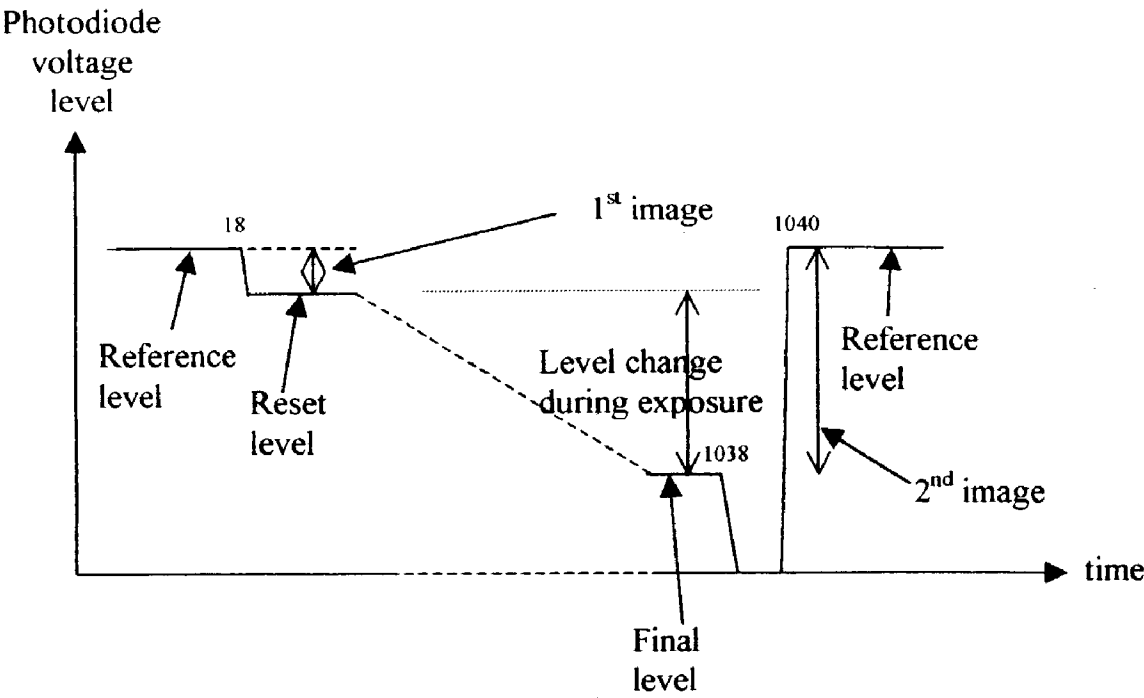 Photodiode
voltage
level
18
1st image
1040
Reference
level
Reset
level
Level change
during exposure
1038
Reference
level
2nd image
time
Final
level